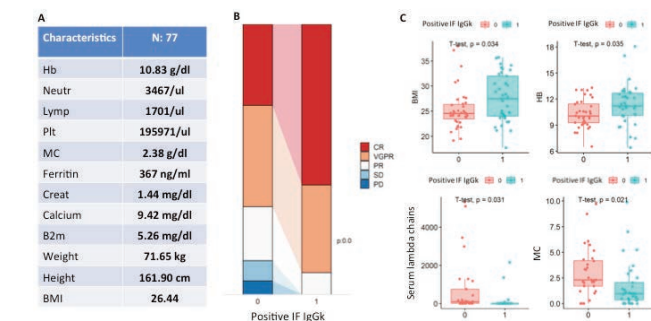 A
Characteristics N: 77
Hb 10.83 g/dl
Neutr 3467/ul
Lymp 1701/ul
Plt 195971/ul
MC 2.38 g/dl
Ferritin 367 ng/ml
Creat 1.44 mg/dl
Calcium 9.42 mg/dl
B2m 5.26 mg/dl
Weight 71.65 kg
Height 161.90 cm
BMI 26.44
B
CR
VGPR
PR
SD
PD
p 0.0
0 1
Positive IF IgGk
C
Positive IF IgGk 0 1
T-test, p = 0.034
BMI
35
30
25
20
0 1
Positive IF IgGk 0 1
T-test, p = 0.035
HB
18
15
12
9
6
0 1
Positive IF IgGk 0 1
T-test, p = 0.031
Serum lambda chains
4000
2000
0
0 1
Positive IF IgGk 0 1
T-test, p = 0.021
MC
10.0
7.5
5.0
2.5
0.0
0 1